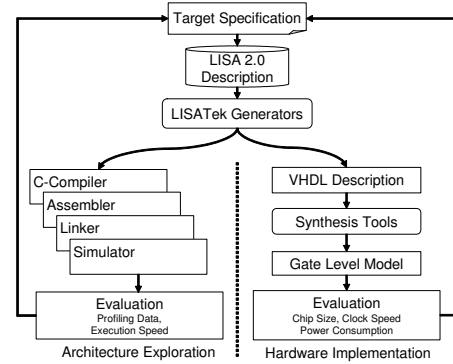 Target Specification
LISA 2.0
Description
LISATek Generators
C-Compiler
Assembler
Linker
Simulator
Evaluation
Profiling Data,
Execution Speed
Architecture Exploration
VHDL Description
Synthesis Tools
Gate Level Model
Evaluation
Chip Size, Clock Speed
Power Consumption
Hardware Implementation